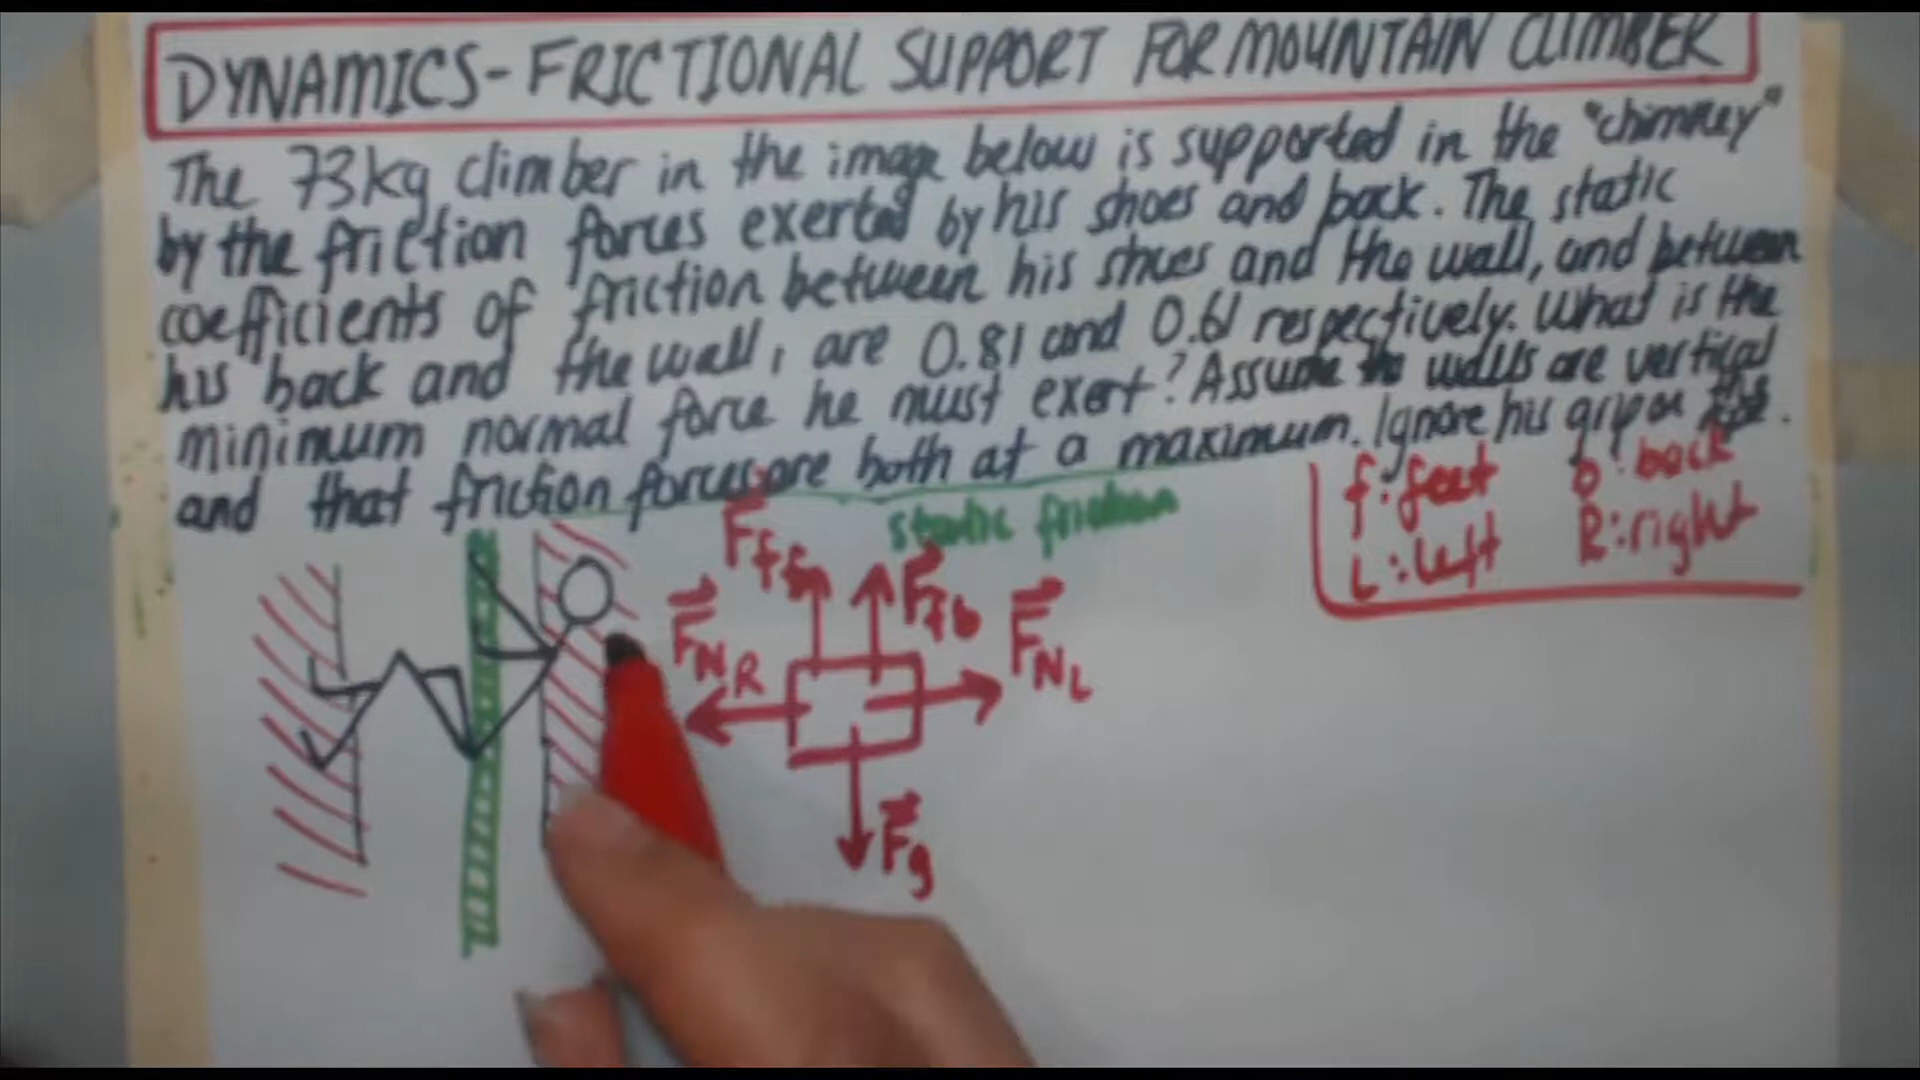 DYNAMICS-FRICTIONAL SUPPORT FOR MOUNTAIN CLIMBER
The 73kg climber in the image below is supported in the "chimney"
by the friction forces exerted by his shoes and back. The static
coefficients of friction between his shoes and the wall, and between
his back and the wall, are 0.81 and 0.61 respectively. What is the
minimum normal force he must exert? Assume the walls are vertical
and that friction forces are both at a maximum. Ignore his grip on the
static friction
f: feet b: back
L: left R: right
F f f
F f b
F N R
F N L
F g